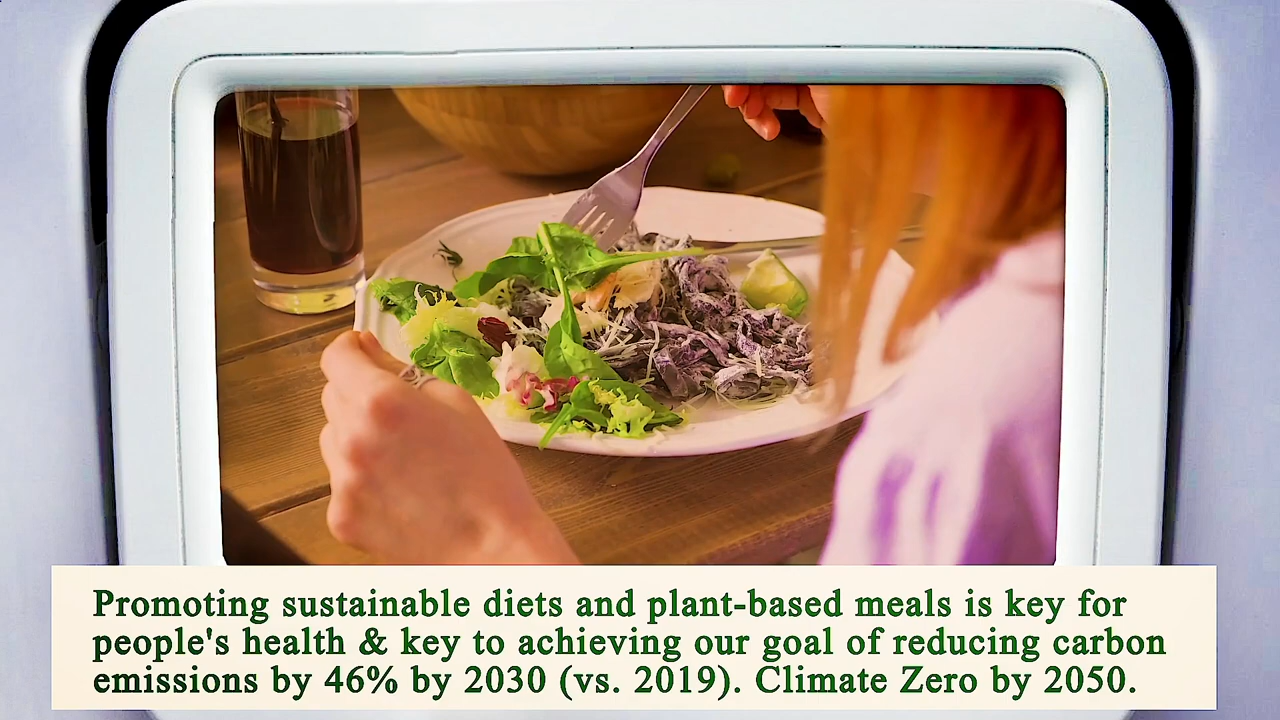 Promoting sustainable diets and plant-based meals is key for
people's health & key to achieving our goal of reducing carbon
emissions by 46% by 2030 (vs. 2019). Climate Zero by 2050.